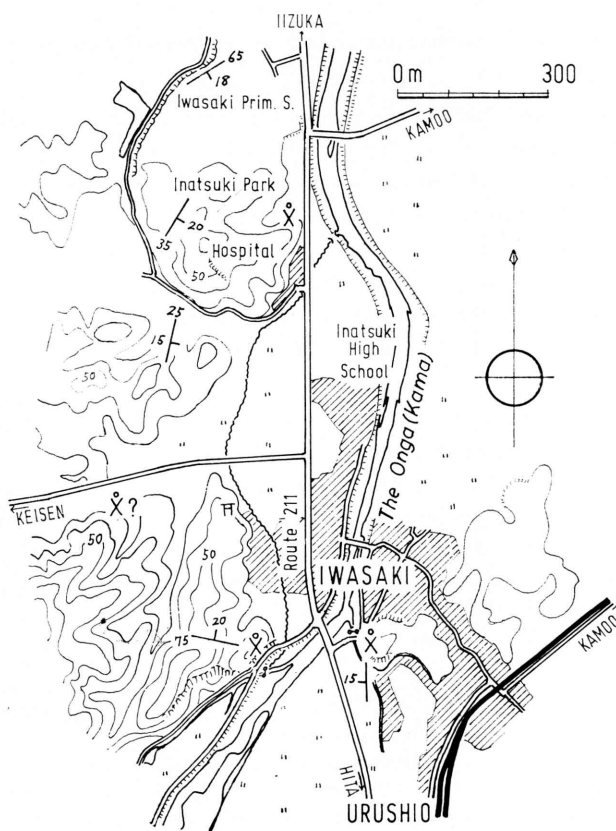 IIZUKA
65
18
Iwasaki Prim. S.
0 m 300
KAMOO
Inatsuki Park
20
35
Hospital
50
25
15
50
Inatsuki
High
School
The Onga (Kama)
KEISEN
?
50
50
Route 211
IWASAKI
20
75
15
KAMOO
HITA
URUSHIO